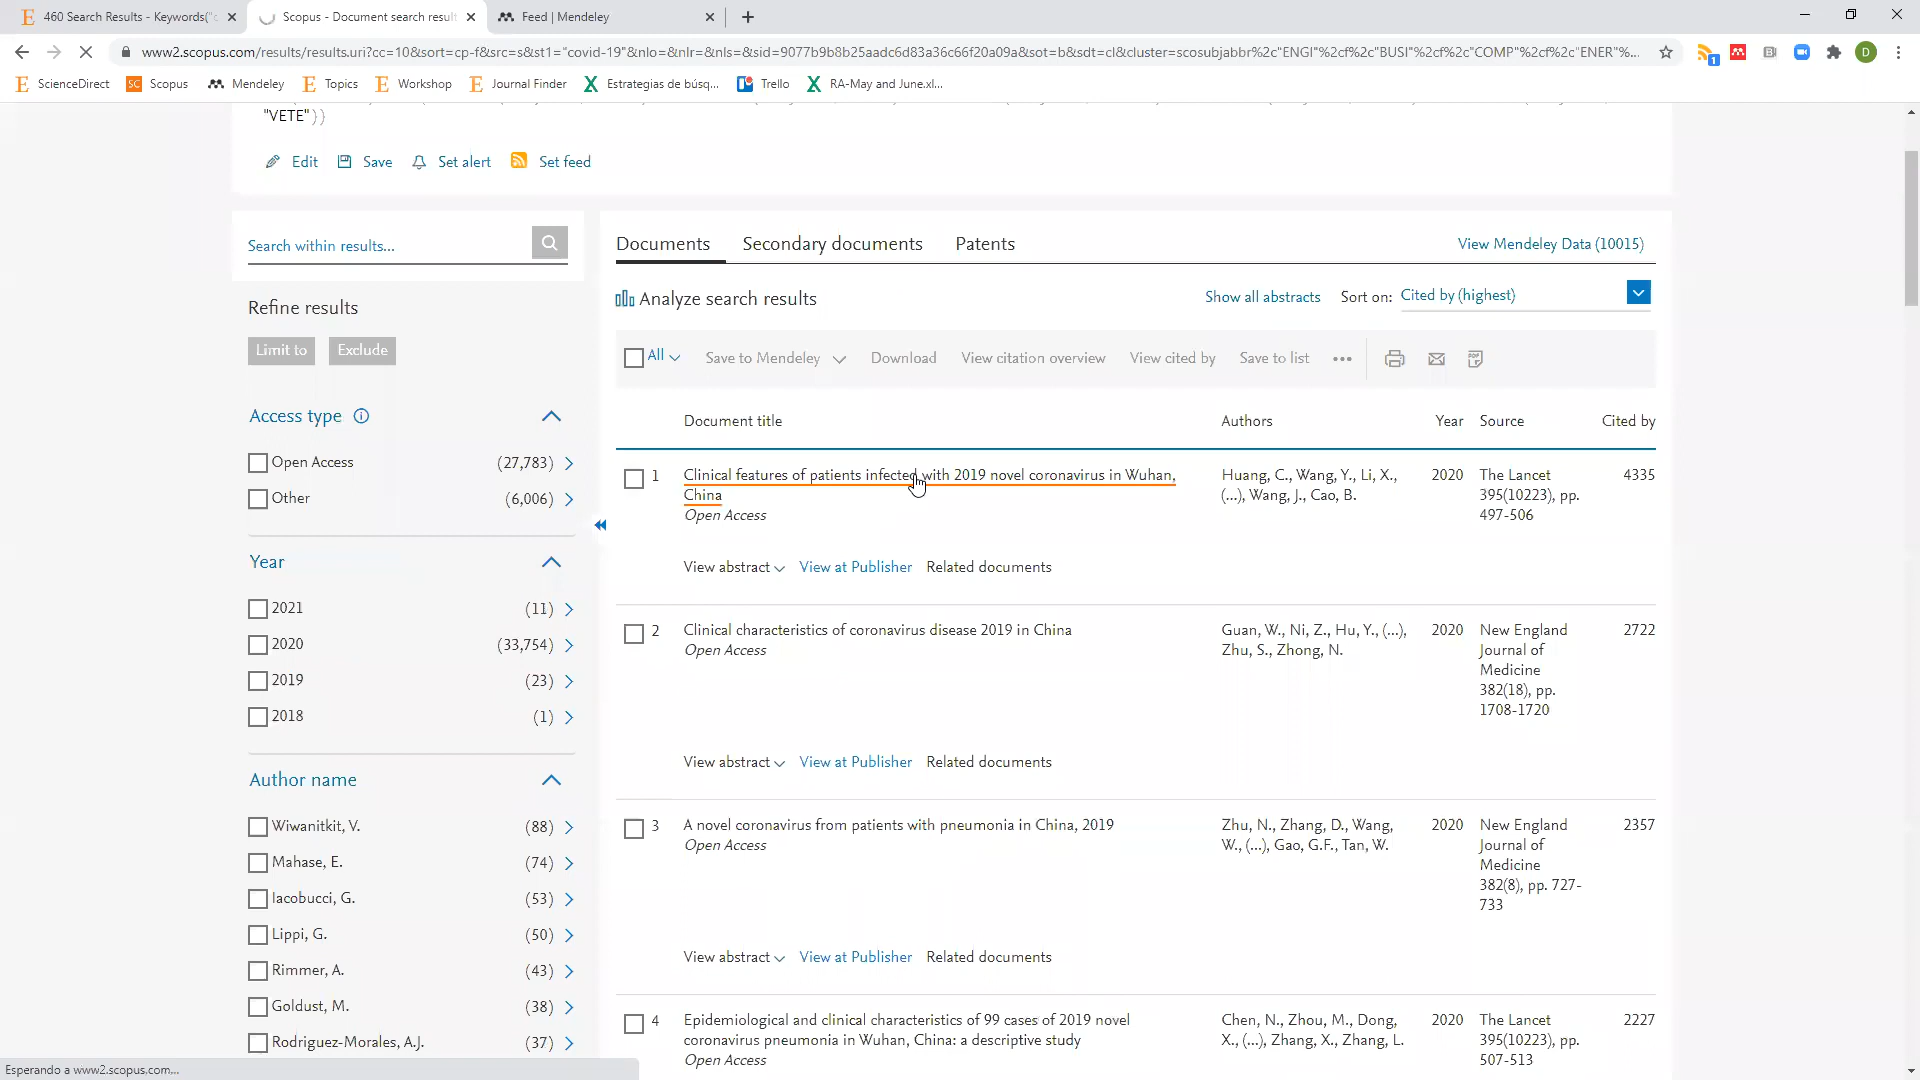 460 Search Results - Keywords("c
Scopus - Document search result
Feed | Mendeley
www2.scopus.com/results/results.uri?cc=10&sort=cp-f&src=s&st1="covid-19"&nlo=&nlr=&nls=&sid=9077b9b8b25aadc6d83a36c66f20a09a&sot=b&sdt=cl&cluster=scosubjabbr%2c"ENGI"%2cf%2c"BUSI"%2cf%2c"COMP"%2cf%2c"ENER"%...
ScienceDirect
Scopus
Mendeley
Topics
Workshop
Journal Finder
Estrategias de búsq...
Trello
RA-May and June.xl...
"VETE"))
Edit Save Set alert Set feed
Search within results...
Documents Secondary documents Patents View Mendeley Data (10015)
Refine results
Analyze search results Show all abstracts Sort on: Cited by (highest)
Limit to Exclude
All Save to Mendeley Download View citation overview View cited by Save to list ...
Access type
Open Access (27,783)
Other (6,006)
Year
2021 (11)
2020 (33,754)
2019 (23)
2018 (1)
Author name
Wiwanitkit, V. (88)
Mahase, E. (74)
Iacobucci, G. (53)
Lippi, G. (50)
Rimmer, A. (43)
Goldust, M. (38)
Rodriguez-Morales, A.J. (37)
Document title Authors Year Source Cited by
1 Clinical features of patients infected with 2019 novel coronavirus in Wuhan, Huang, C., Wang, Y., Li, X., 2020 The Lancet 4335
China (...), Wang, J., Cao, B. 395(10223), pp.
Open Access 497-506
View abstract View at Publisher Related documents
2 Clinical characteristics of coronavirus disease 2019 in China Guan, W., Ni, Z., Hu, Y., (...), 2020 New England 2722
Open Access Zhu, S., Zhong, N. Journal of
Medicine
382(18), pp.
1708-1720
View abstract View at Publisher Related documents
3 A novel coronavirus from patients with pneumonia in China, 2019 Zhu, N., Zhang, D., Wang, 2020 New England 2357
Open Access W., (...), Gao, G.F., Tan, W. Journal of
Medicine
382(8), pp. 727-
733
View abstract View at Publisher Related documents
4 Epidemiological and clinical characteristics of 99 cases of 2019 novel Chen, N., Zhou, M., Dong, 2020 The Lancet 2227
coronavirus pneumonia in Wuhan, China: a descriptive study X., (...), Zhang, X., Zhang, L. 395(10223), pp.
Open Access 507-513
Esperando a www2.scopus.com...